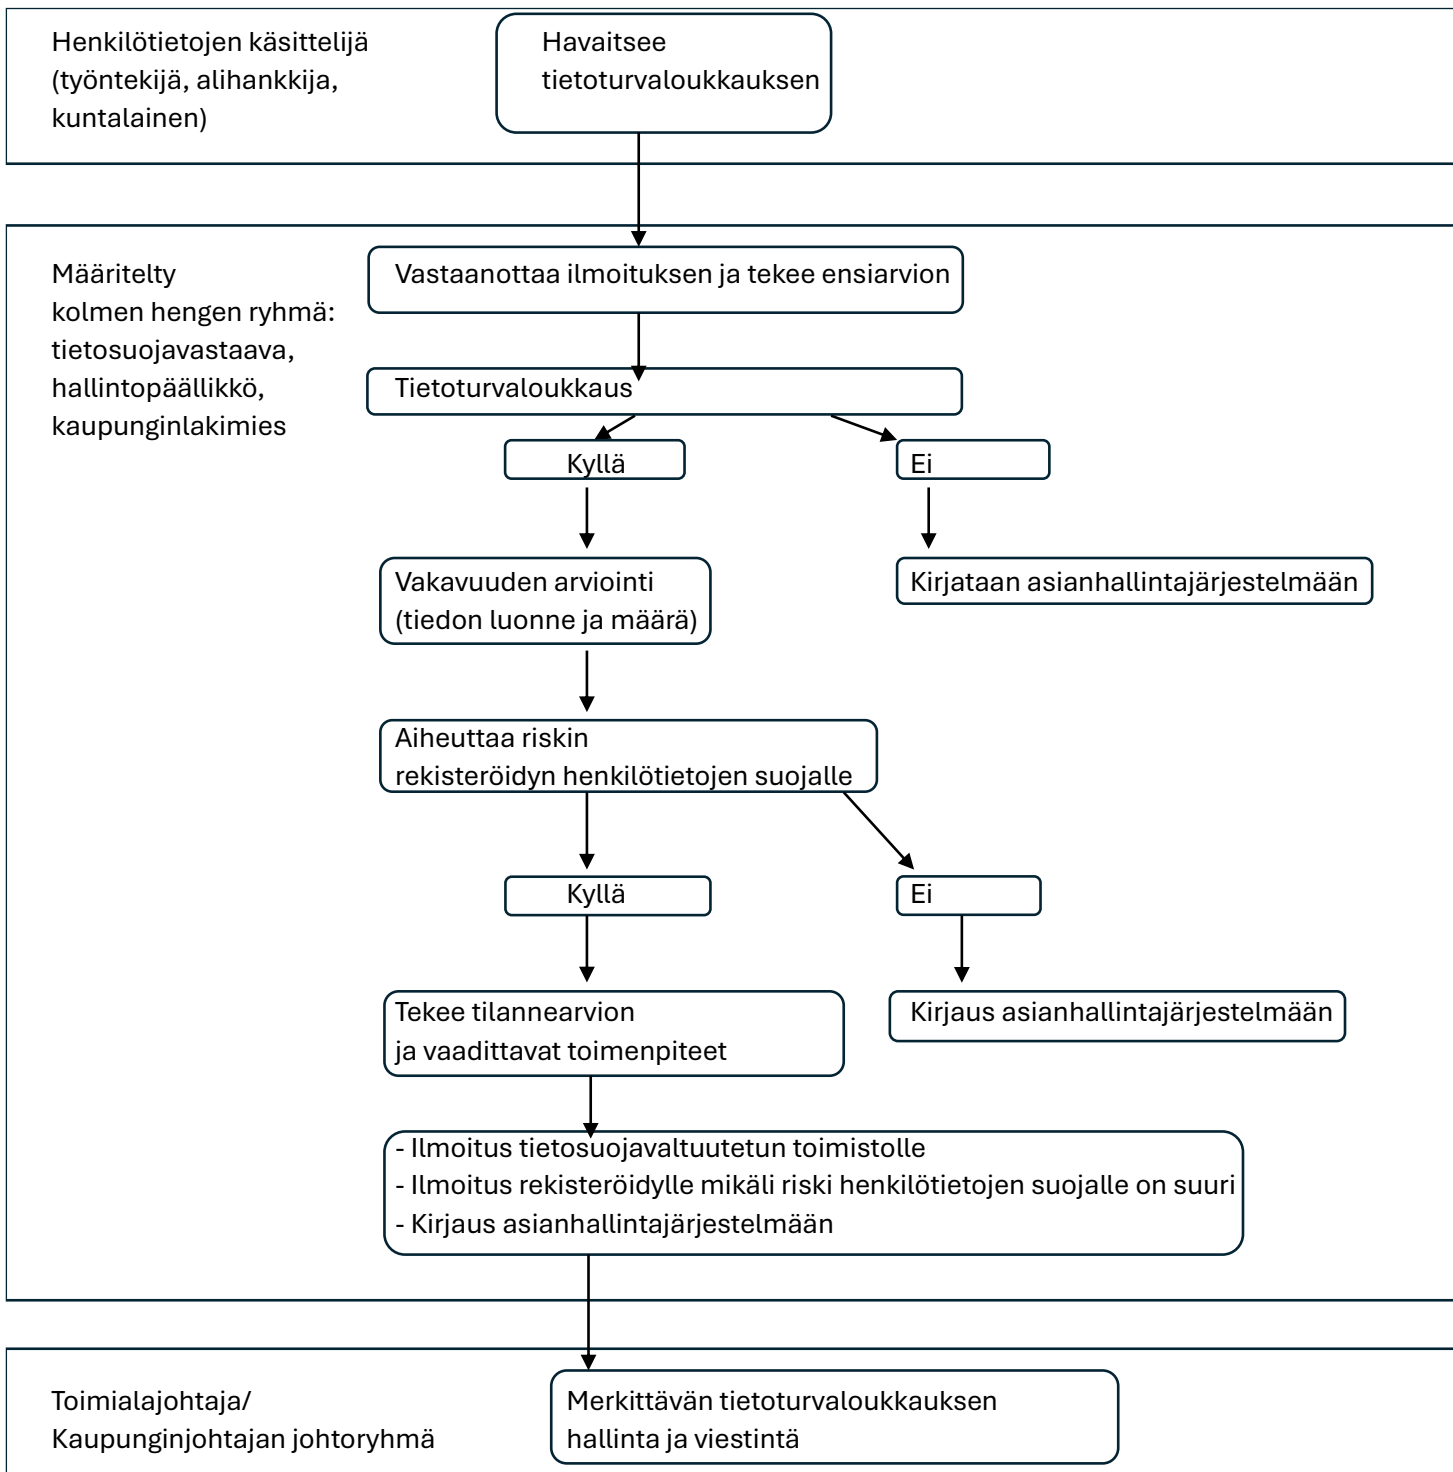 Henkilötietojen käsittelijä
(työntekijä, alihankkija,
kuntalainen)
Havaitsee
tietoturvaloukkauksen
Määritelty
kolmen hengen ryhmä:
tietosuojavastaava,
hallintopäällikkö,
kaupunginlakimies
Vastaanottaa ilmoituksen ja tekee ensiarvion
Tietoturvaloukkaus
Kyllä
Ei
Vakavuuden arviointi
(tiedon luonne ja määrä)
Kirjataan asianhallintajärjestelmään
Aiheuttaa riskin
rekisteröidyn henkilötietojen suojalle
Kyllä
Ei
Tekee tilannearvion
ja vaadittavat toimenpiteet
Kirjaus asianhallintajärjestelmään
- Ilmoitus tietosuojavaltuutetun toimistolle
- Ilmoitus rekisteröidylle mikäli riski henkilötietojen suojalle on suuri
- Kirjaus asianhallintajärjestelmään
Toimialajohtaja/
Kaupunginjohtajan johtoryhmä
Merkittävän tietoturvaloukkauksen
hallinta ja viestintä